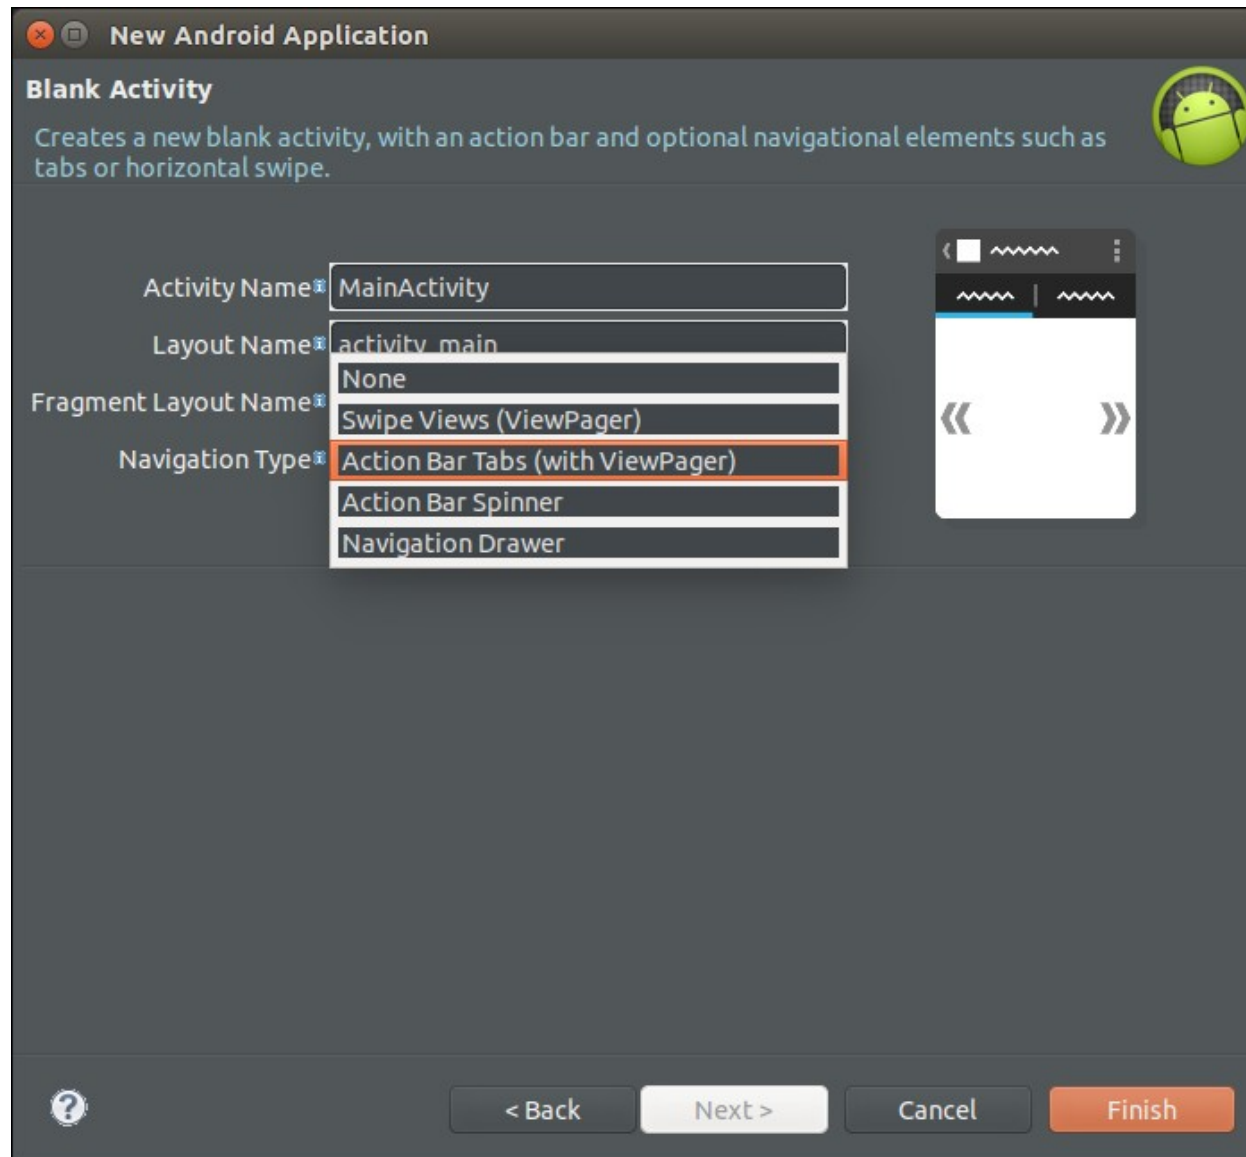 New Android Application
Blank Activity
Creates a new blank activity, with an action bar and optional navigational elements such as
tabs or horizontal swipe.
Activity Name MainActivity
Layout Name activity_main
Fragment Layout Name
Navigation Type
None
Swipe Views (ViewPager)
Action Bar Tabs (with ViewPager)
Action Bar Spinner
Navigation Drawer
? < Back Next > Cancel Finish